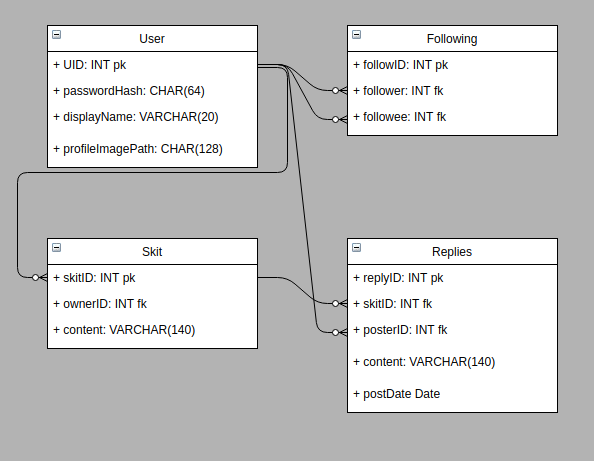 User
+ UID: INT pk
+ passwordHash: CHAR(64)
+ displayName: VARCHAR(20)
+ profileImagePath: CHAR(128)
Following
+ followID: INT pk
+ follower: INT fk
+ followee: INT fk
Skit
+ skitID: INT pk
+ ownerID: INT fk
+ content: VARCHAR(140)
Replies
+ replyID: INT pk
+ skitID: INT fk
+ posterID: INT fk
+ content: VARCHAR(140)
+ postDate Date